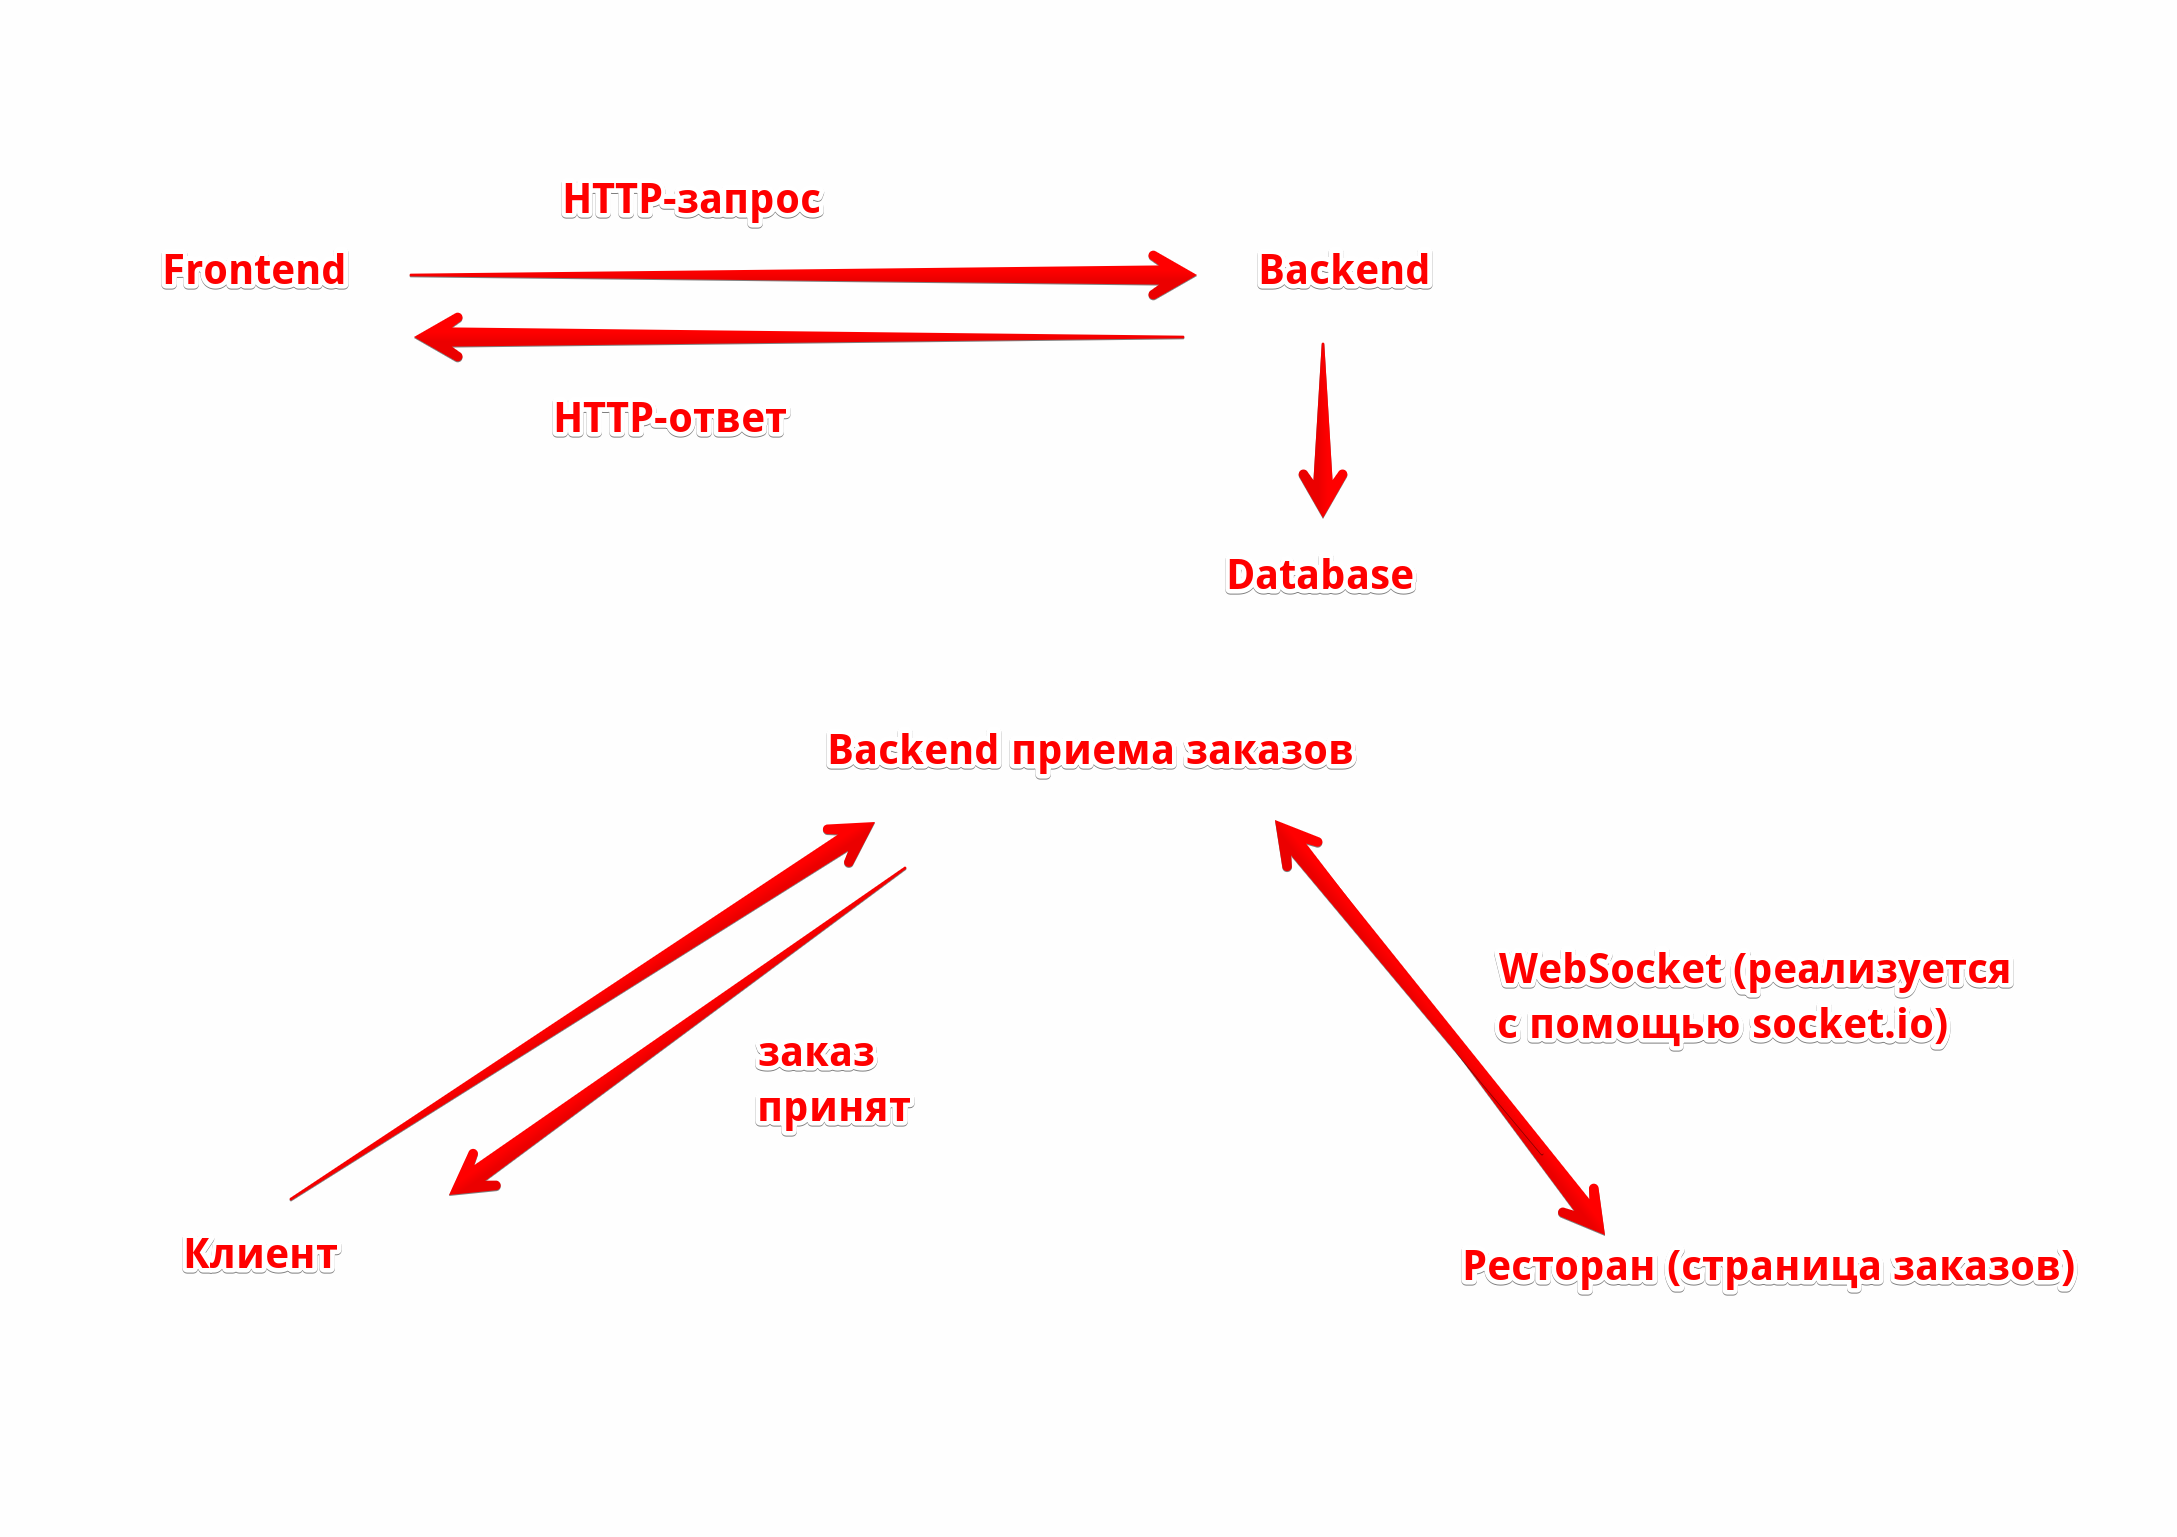 HTTP-запрос
Frontend
Backend
HTTP-ответ
Database
Backend приема заказов
WebSocket (реализуется
с помощью socket.io)
заказ
принят
Клиент
Ресторан (страница заказов)